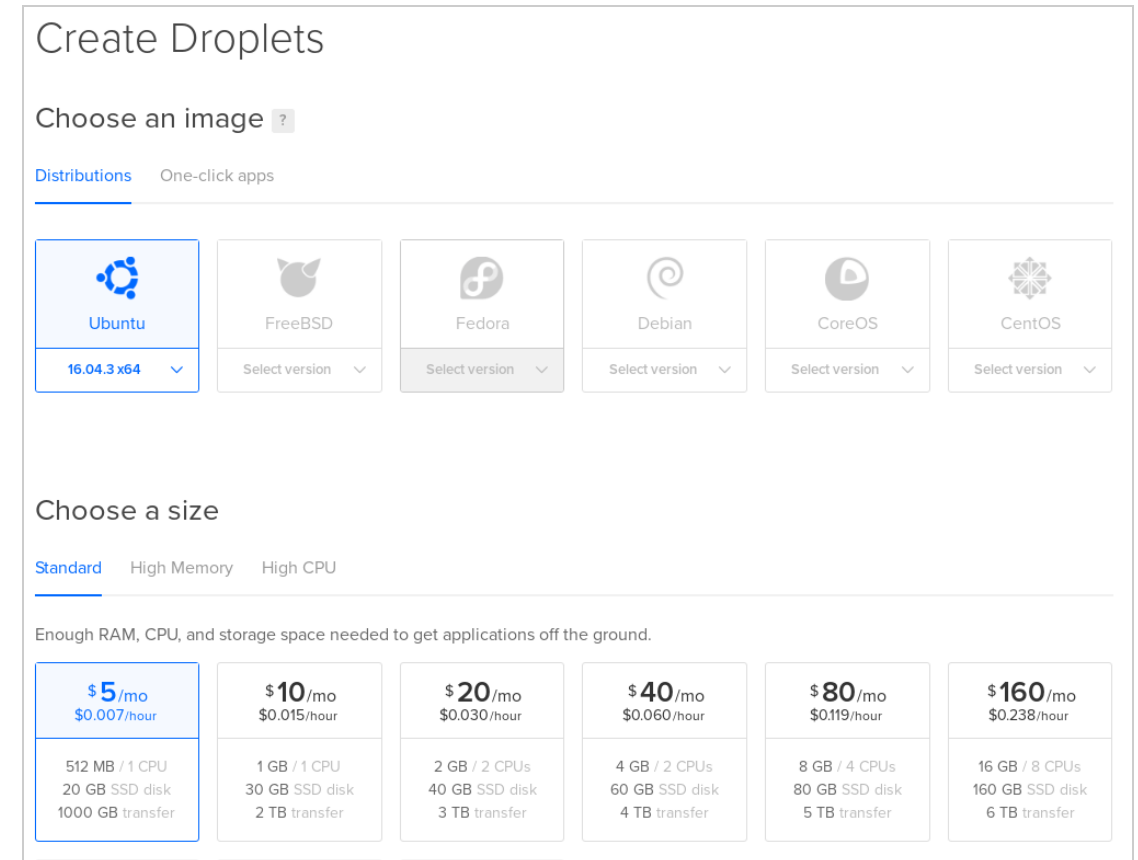 Create Droplets
Choose an image ?
Distributions One-click apps
Ubuntu FreeBSD Fedora Debian CoreOS CentOS
16.04.3 x64 Select version Select version Select version Select version Select version
Choose a size
Standard High Memory High CPU
Enough RAM, CPU, and storage space needed to get applications off the ground.
$5/mo $10/mo $20/mo $40/mo $80/mo $160/mo
$0.007/hour $0.015/hour $0.030/hour $0.060/hour $0.119/hour $0.238/hour
512 MB / 1 CPU 1 GB / 1 CPU 2 GB / 2 CPUs 4 GB / 2 CPUs 8 GB / 4 CPUs 16 GB / 8 CPUs
20 GB SSD disk 30 GB SSD disk 40 GB SSD disk 60 GB SSD disk 80 GB SSD disk 160 GB SSD disk
1000 GB transfer 2 TB transfer 3 TB transfer 4 TB transfer 5 TB transfer 6 TB transfer